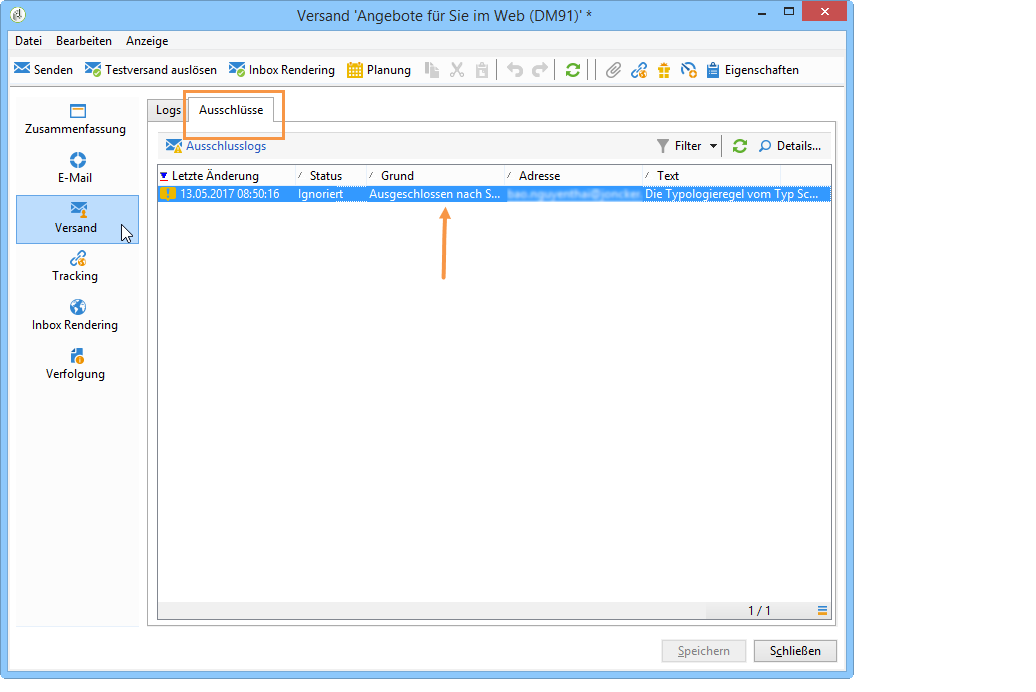 Versand 'Angebote für Sie im Web (DM91)' *
Datei Bearbeiten Anzeige
Senden Testversand auslösen Inbox Rendering Planung Eigenschaften
Zusammenfassung
E-Mail
Versand
Tracking
Inbox Rendering
Verfolgung
Logs Ausschlüsse
Ausschlusslogs Filter Details...
Letzte Änderung Status Grund Adresse Text
13.05.2017 08:50:16 Ignoriert Ausgeschlossen nach S... Die Typologieregel vom Typ Sc...
1 / 1
Speichern Schließen